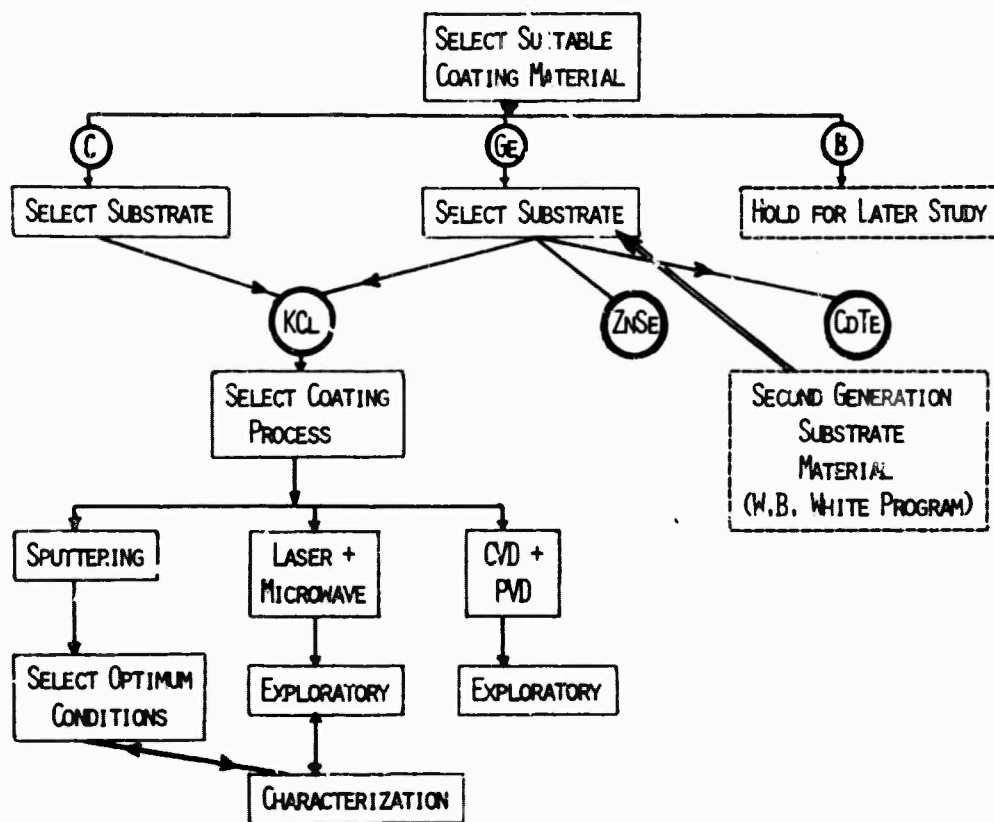 SELECT SUITABLE
COATING MATERIAL
C
GE
B
SELECT SUBSTRATE
SELECT SUBSTRATE
HOLD FOR LATER STUDY
KCL
ZNSE
CDTE
SELECT COATING
PROCESS
SECOND GENERATION
SUBSTRATE
MATERIAL
(W.B. WHITE PROGRAM)
SPUTTERING
LASER +
MICROWAVE
CVD +
PVD
SELECT OPTIMUM
CONDITIONS
EXPLORATORY
EXPLORATORY
CHARACTERIZATION